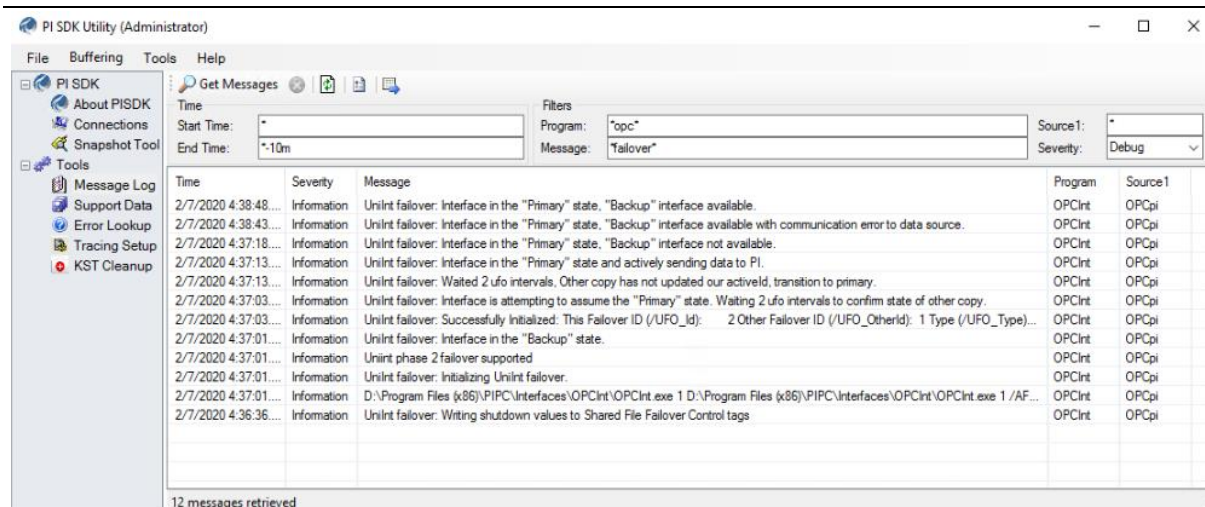 PI SDK Utility (Administrator)
File Buffering Tools Help
PI SDK
About PISDK
Connections
Snapshot Tool
Tools
Message Log
Support Data
Error Lookup
Tracing Setup
KST Cleanup
Get Messages
Time
Start Time: *
End Time: *-10m
Filters
Program: *opc*
Message: *failover*
Source1: *
Severity: Debug
Time Severity Message Program Source1
2/7/2020 4:38:48.... Information UniInt failover: Interface in the "Primary" state, "Backup" interface available. OPCInt OPCpi
2/7/2020 4:38:43.... Information UniInt failover: Interface in the "Primary" state, "Backup" interface available with communication error to data source. OPCInt OPCpi
2/7/2020 4:37:18.... Information UniInt failover: Interface in the "Primary" state, "Backup" interface not available. OPCInt OPCpi
2/7/2020 4:37:13.... Information UniInt failover: Interface in the "Primary" state and actively sending data to PI. OPCInt OPCpi
2/7/2020 4:37:13.... Information UniInt failover: Waited 2 ufo intervals, Other copy has not updated our activeId, transition to primary. OPCInt OPCpi
2/7/2020 4:37:03.... Information UniInt failover: Interface is attempting to assume the "Primary" state. Waiting 2 ufo intervals to confirm state of other copy. OPCInt OPCpi
2/7/2020 4:37:03.... Information UniInt failover: Successfully Initialized: This Failover ID (/UFO_Id): 2 Other Failover ID (/UFO_OtherId): 1 Type (/UFO_Type)... OPCInt OPCpi
2/7/2020 4:37:01.... Information UniInt failover: Interface in the "Backup" state. OPCInt OPCpi
2/7/2020 4:37:01.... Information Uniint phase 2 failover supported OPCInt OPCpi
2/7/2020 4:37:01.... Information UniInt failover: Initializing UniInt failover. OPCInt OPCpi
2/7/2020 4:37:01.... Information D:\Program Files (x86)\PIPC\Interfaces\OPCInt\OPCInt.exe 1 D:\Program Files (x86)\PIPC\Interfaces\OPCInt\OPCInt.exe 1 /AF... OPCInt OPCpi
2/7/2020 4:36:36.... Information UniInt failover: Writing shutdown values to Shared File Failover Control tags OPCInt OPCpi
12 messages retrieved